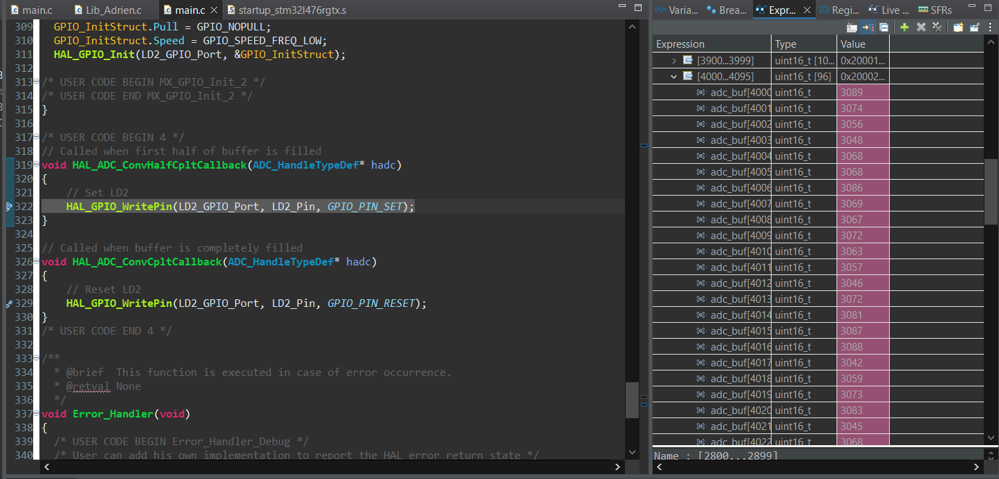 main.c
Lib_Adrien.c
main.c
startup_stm32l476rgtx.s
309 GPIO_InitStruct.Pull = GPIO_NOPULL;
310 GPIO_InitStruct.Speed = GPIO_SPEED_FREQ_LOW;
311 HAL_GPIO_Init(LD2_GPIO_Port, &GPIO_InitStruct);
312
313 /* USER CODE BEGIN MX_GPIO_Init_2 */
314 /* USER CODE END MX_GPIO_Init_2 */
315 }
316
317 /* USER CODE BEGIN 4 */
318 // Called when first half of buffer is filled
319 void HAL_ADC_ConvHalfCpltCallback(ADC_HandleTypeDef* hadc)
320 {
321 // Set LD2
322 HAL_GPIO_WritePin(LD2_GPIO_Port, LD2_Pin, GPIO_PIN_SET);
323 }
324
325 // Called when buffer is completely filled
326 void HAL_ADC_ConvCpltCallback(ADC_HandleTypeDef* hadc)
327 {
328 // Reset LD2
329 HAL_GPIO_WritePin(LD2_GPIO_Port, LD2_Pin, GPIO_PIN_RESET);
330 }
331 /* USER CODE END 4 */
332
333 /**
334 * @brief This function is executed in case of error occurrence.
335 * @retval None
336 */
337 void Error_Handler(void)
338 {
339 /* USER CODE BEGIN Error_Handler_Debug */
340 /* User can add his own implementation to report the HAL error return state */
Varia...
Brea...
Expr...
Regi...
Live ...
SFRs
Expression Type Value
[3900...3999] uint16_t [10... 0x20001...
[4000...4095] uint16_t [96] 0x20002...
adc_buf[4000 uint16_t 3089
adc_buf[4001 uint16_t 3074
adc_buf[4002 uint16_t 3056
adc_buf[4003 uint16_t 3048
adc_buf[4004 uint16_t 3068
adc_buf[4005 uint16_t 3068
adc_buf[4006 uint16_t 3086
adc_buf[4007 uint16_t 3069
adc_buf[4008 uint16_t 3067
adc_buf[4009 uint16_t 3072
adc_buf[4010 uint16_t 3063
adc_buf[4011 uint16_t 3057
adc_buf[4012 uint16_t 3046
adc_buf[4013 uint16_t 3072
adc_buf[4014 uint16_t 3081
adc_buf[4015 uint16_t 3087
adc_buf[4016 uint16_t 3088
adc_buf[4017 uint16_t 3042
adc_buf[4018 uint16_t 3059
adc_buf[4019 uint16_t 3073
adc_buf[4020 uint16_t 3083
adc_buf[4021 uint16_t 3045
adc_buf[4022 uint16_t 3068
Name : [2800...2899]